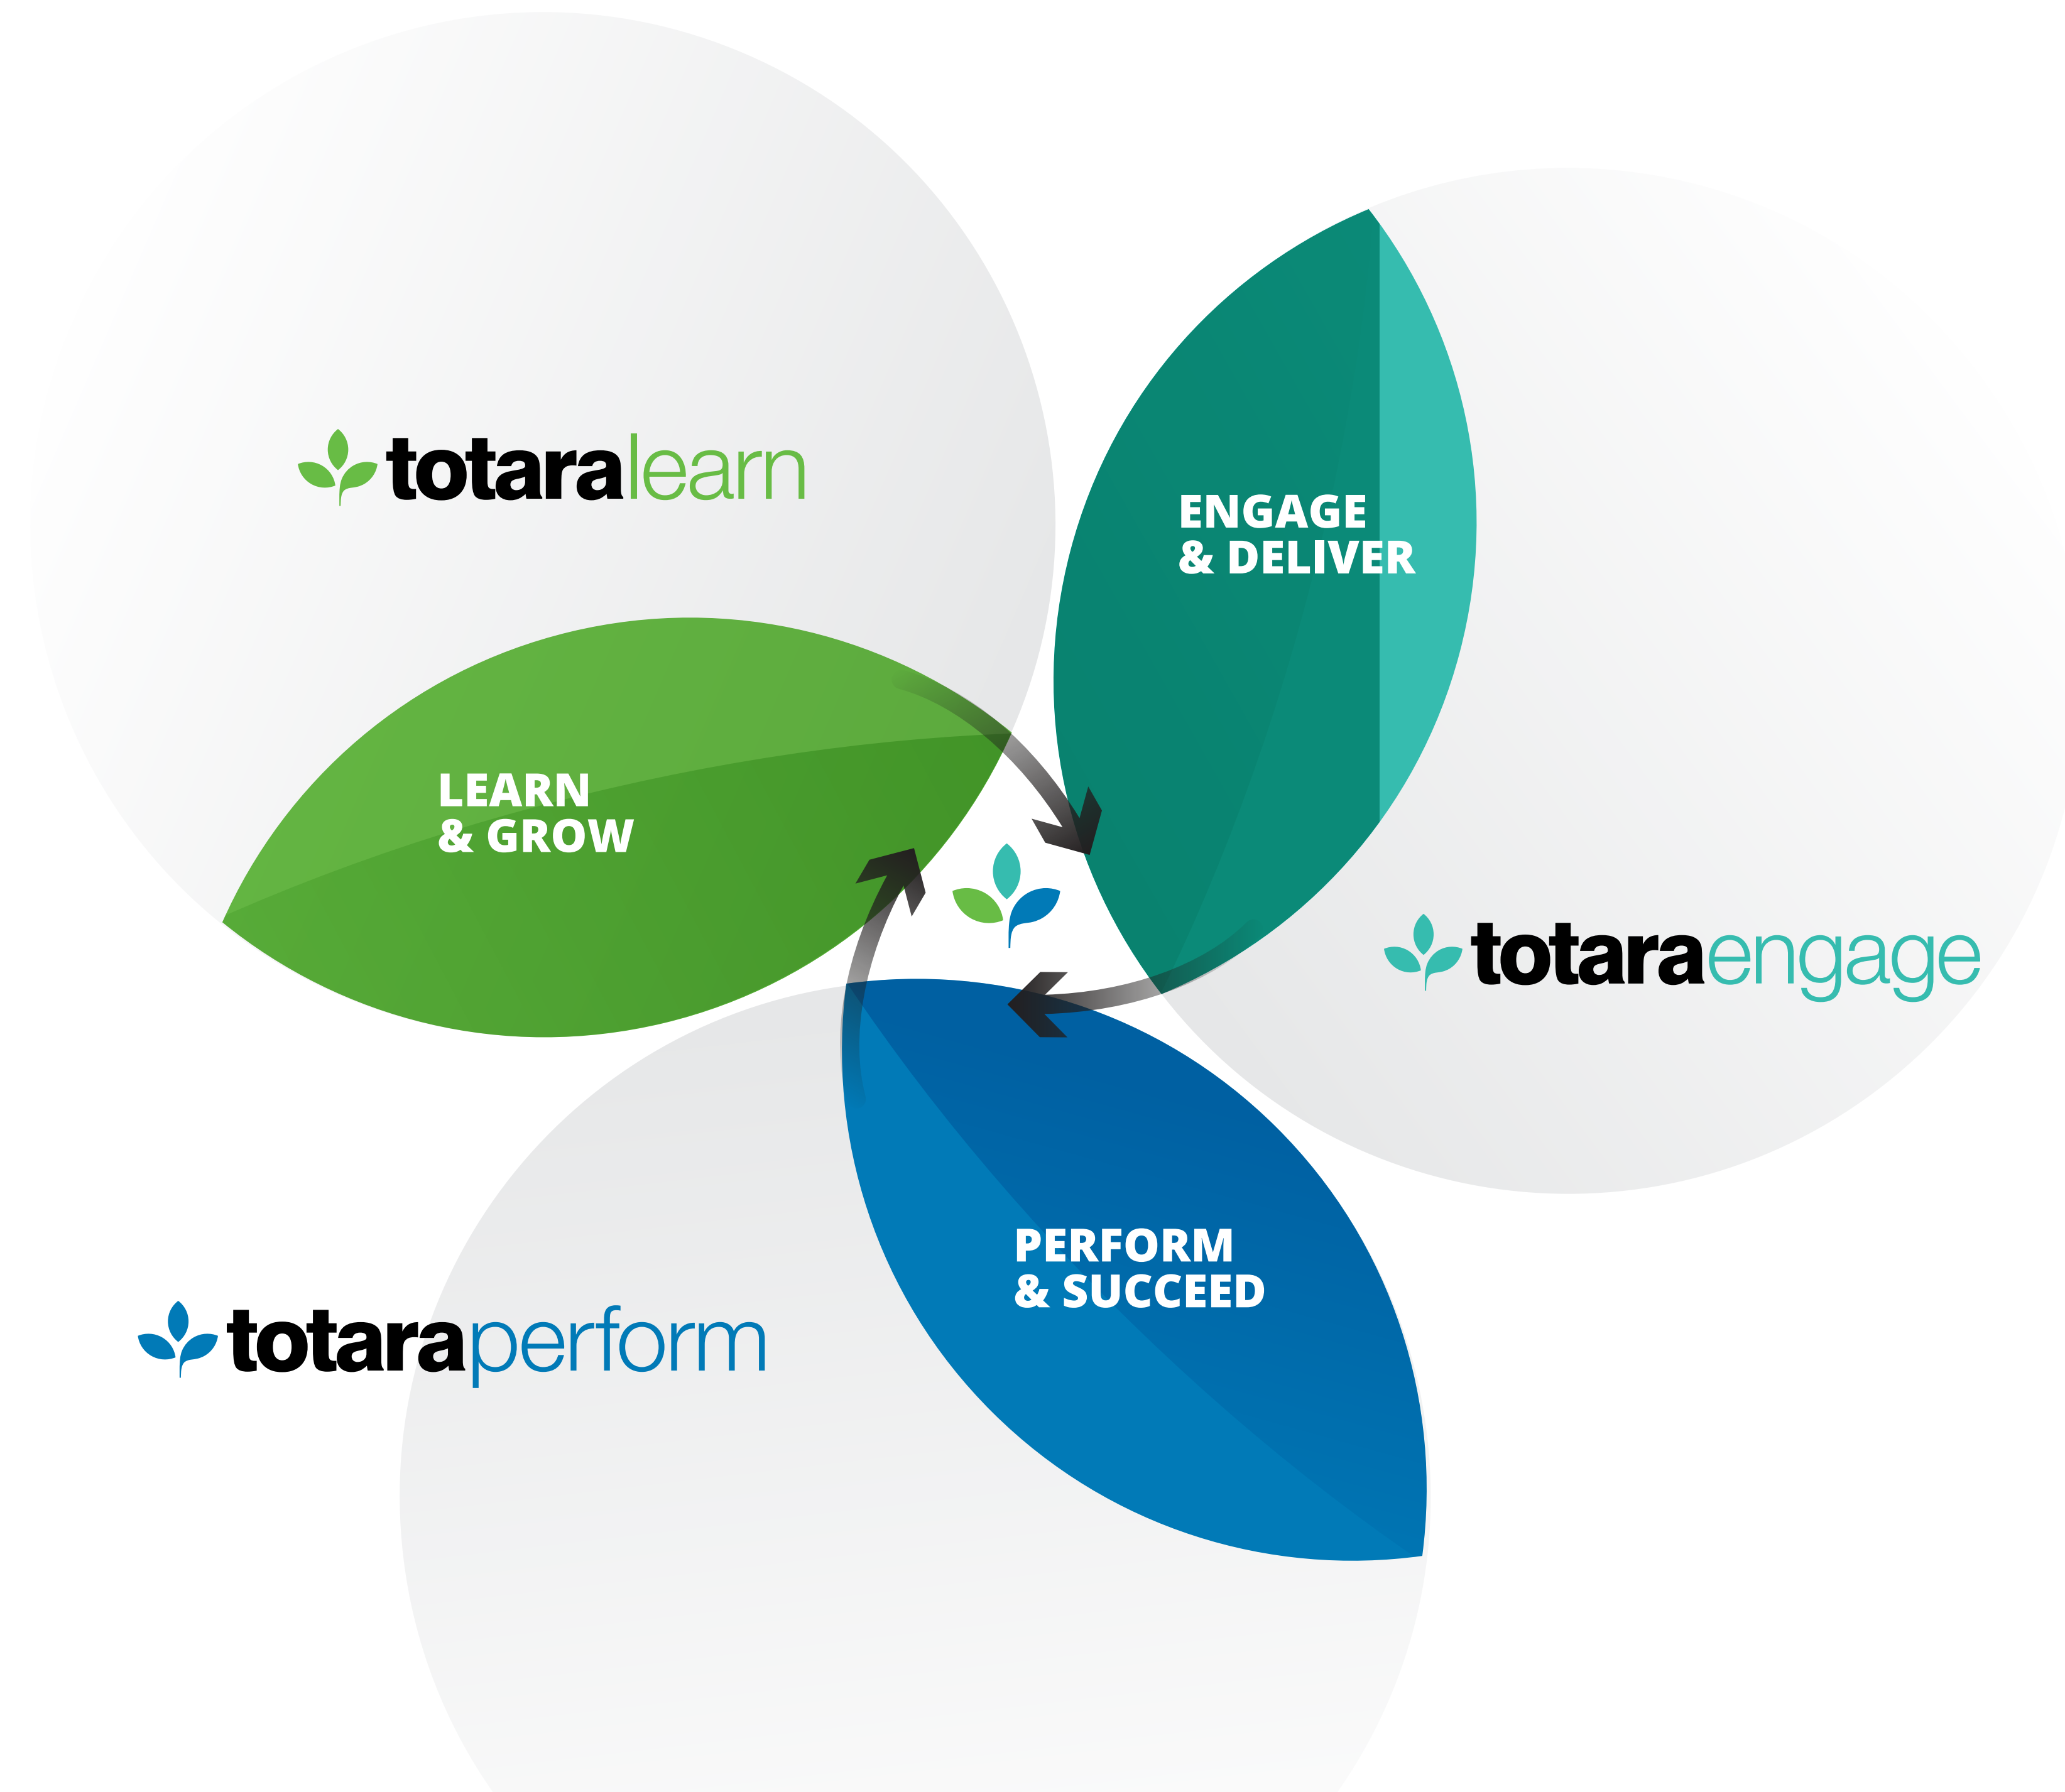 totaralearn
ENGAGE
& DELIVER
LEARN
& GROW
totaraengage
PERFORM
& SUCCEED
totaraperform